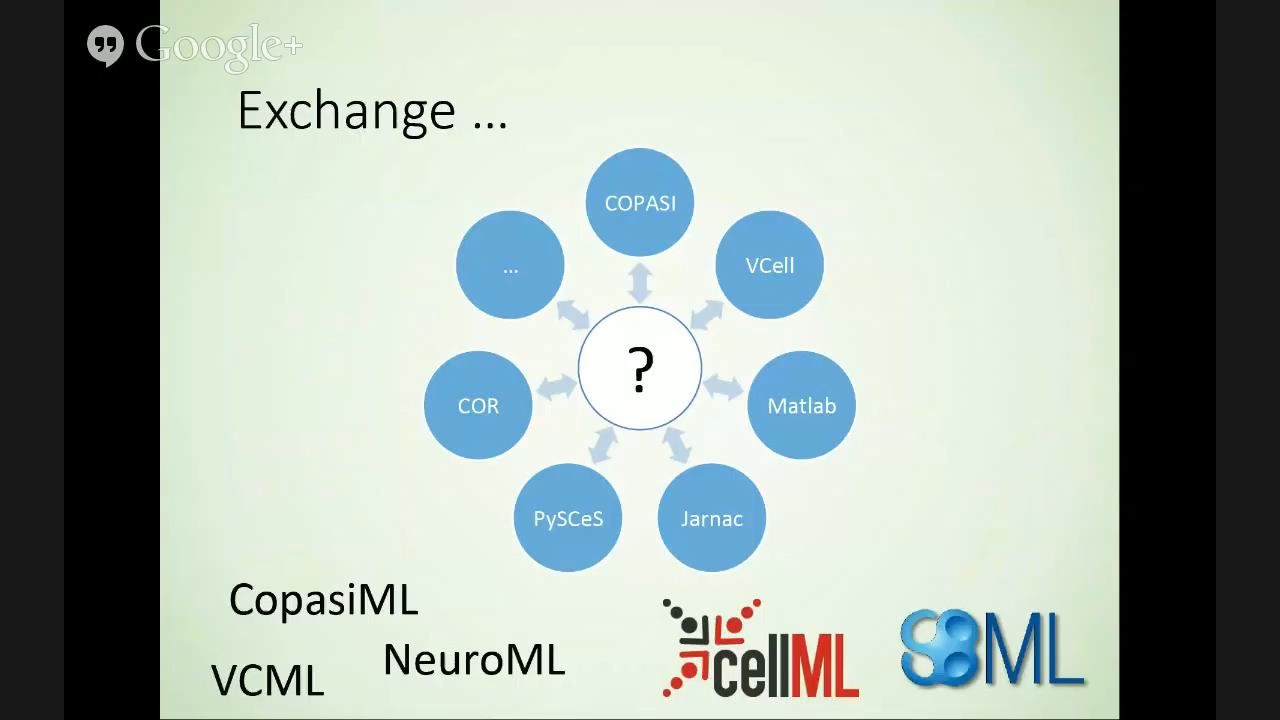 Google+
Exchange ...
COPASI
...
VCell
?
COR
Matlab
PySCeS
Jarnac
CopasiML
NeuroML
VCML
cellML
SBML